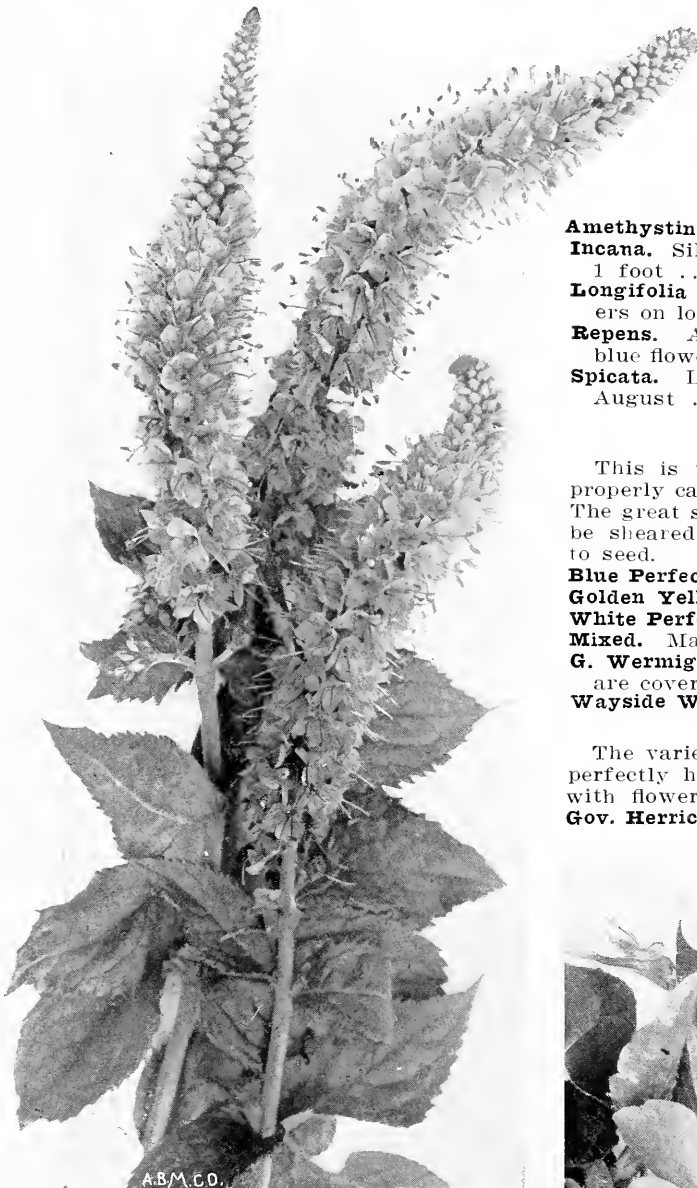 Amethystin
Incana. Sil
1 foot ..
Longifolia
ers on lo
Repens. A
blue flow
Spicata. L
August .
This is
properly ca
The great s
be sheared
to seed.
Blue Perfec
Golden Yell
White Perf
Mixed. Ma
G. Wermig
are cover
Wayside W
The varie
perfectly h
with flower
Gov. Herric
A.B.M.C.O.